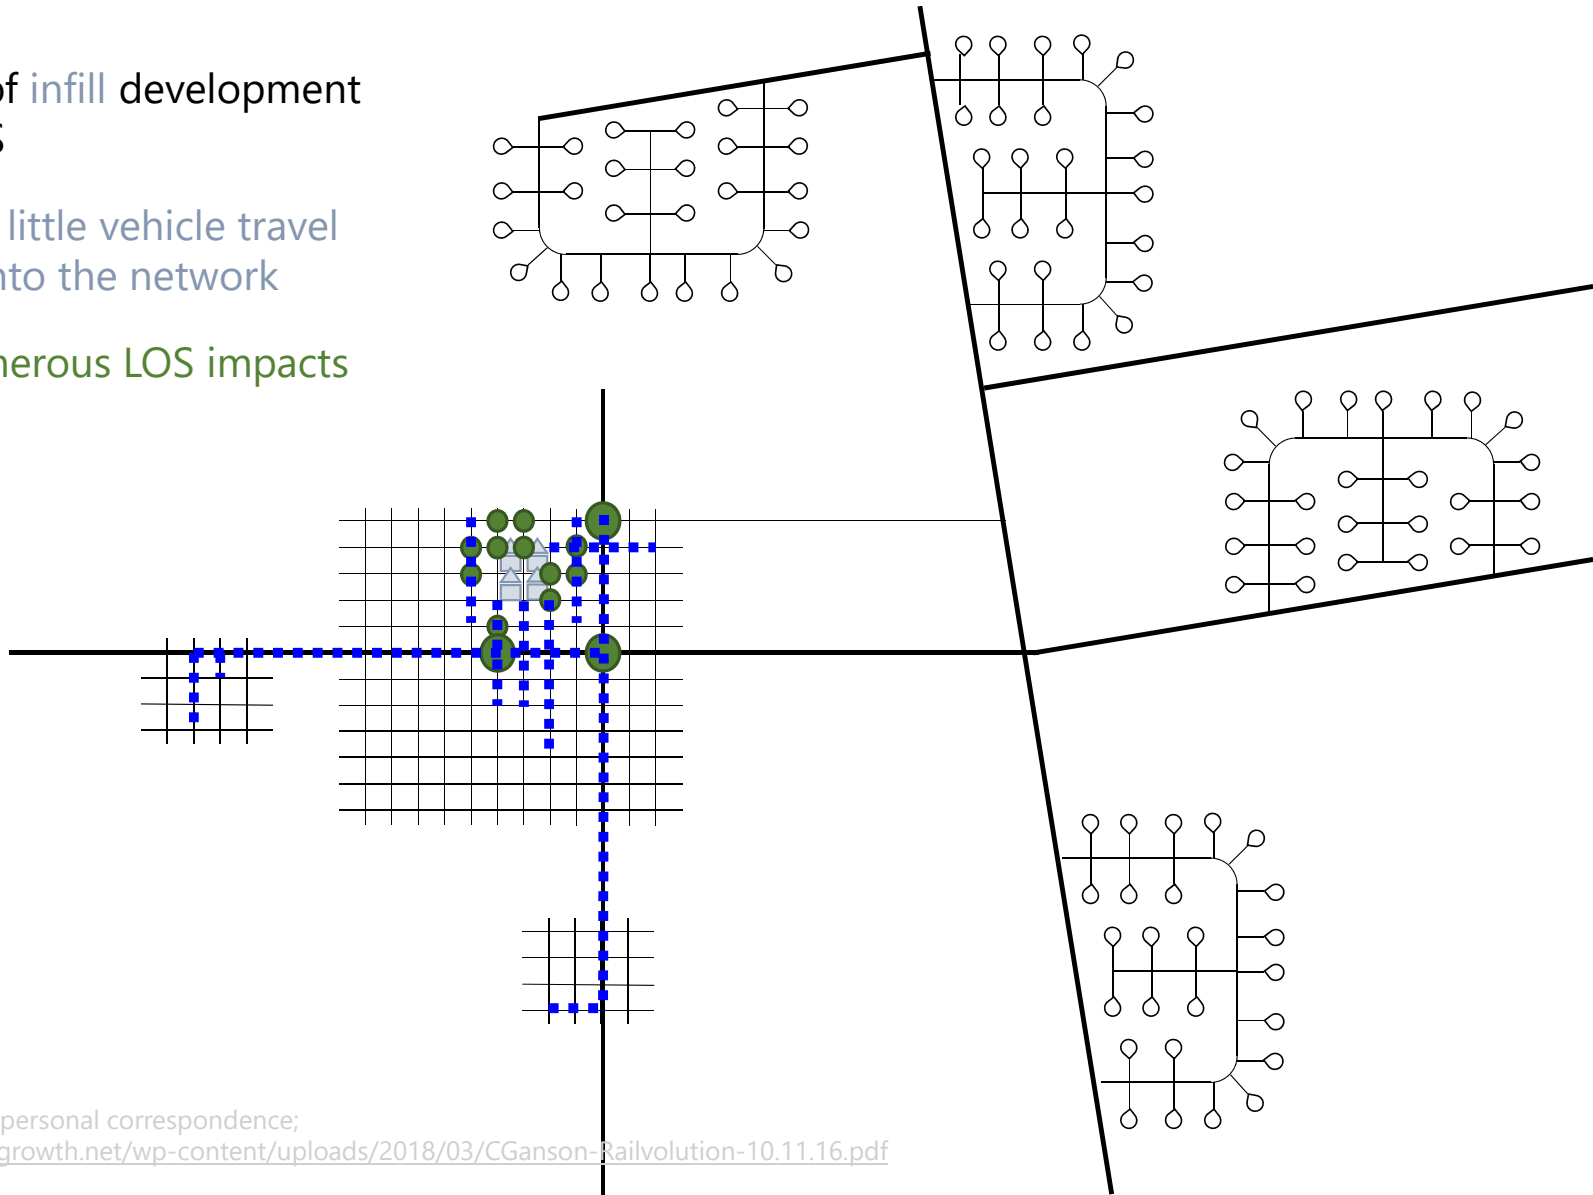 of infill development
S
little vehicle travel
nto the network
nerous LOS impacts
personal correspondence;
growth.net/wp-content/uploads/2018/03/CGanson-Railvolution-10.11.16.pdf